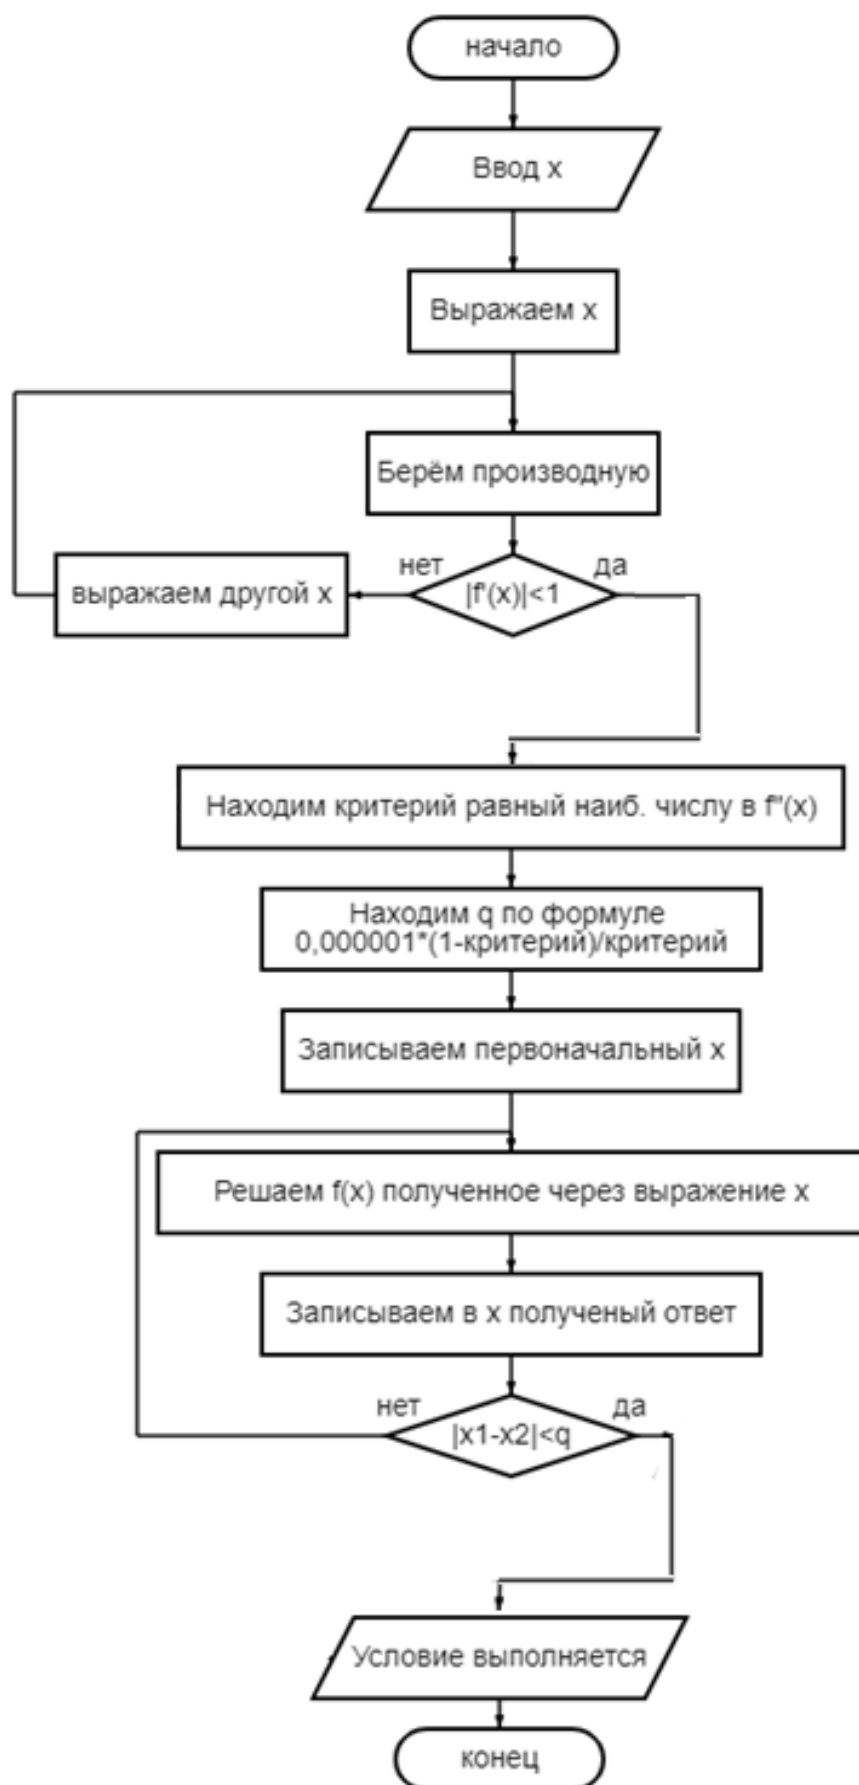 начало
Ввод x
Выражаем x
Берём производную
нет
да
|f'(x)|<1
выражаем другой x
Находим критерий равный наиб. числу в f"(x)
Находим q по формуле
0,000001*(1-критерий)/критерий
Записываем первоначальный x
Решаем f(x) полученное через выражение x
Записываем в x полученый ответ
нет
да
|x1-x2|<q
Условие выполняется
конец